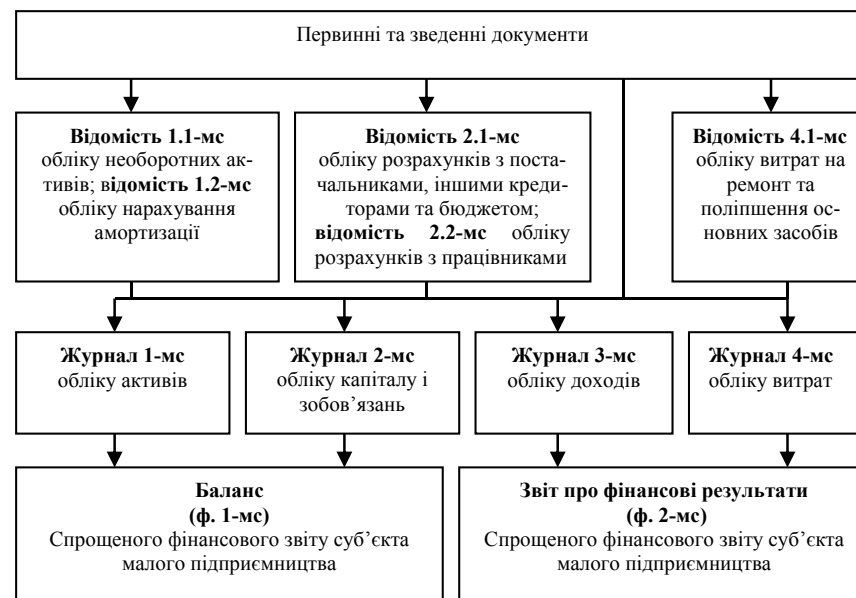 Первинні та зведенні документи
Відомість 1.1-мс
обліку необоротних ак-
тивів; відомість 1.2-мс
обліку нарахування
амортизації
Відомість 2.1-мс
обліку розрахунків з поста-
чальниками, іншими креди-
торами та бюджетом;
відомість 2.2-мс обліку
розрахунків з працівниками
Відомість 4.1-мс
обліку витрат на
ремонт та
поліпшення ос-
новних засобів
Журнал 1-мс
обліку активів
Журнал 2-мс
обліку капіталу і
зобов’язань
Журнал 3-мс
обліку доходів
Журнал 4-мс
обліку витрат
Баланс
(ф. 1-мс)
Спрощеного фінансового звіту суб’єкта
малого підприємництва
Звіт про фінансові результати
(ф. 2-мс)
Спрощеного фінансового звіту суб’єкта
малого підприємництва